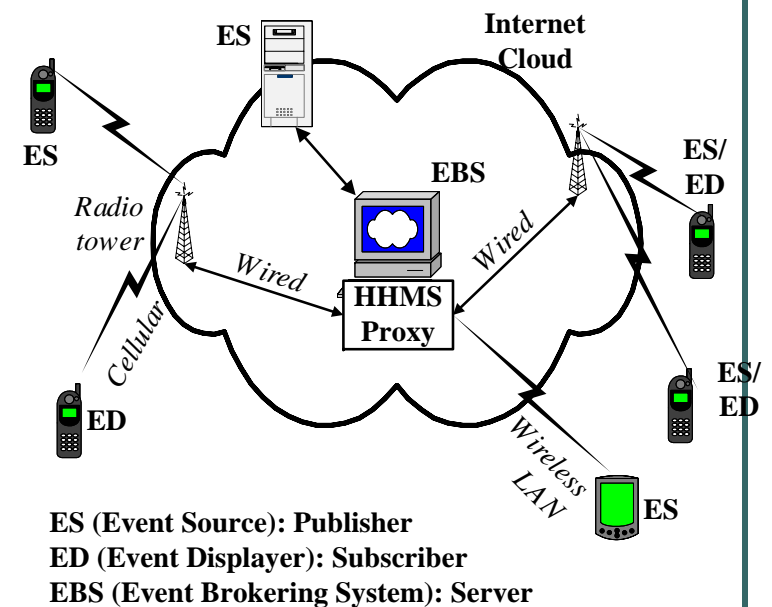 ES
Internet
Cloud
ES
EBS
ES/
ED
Radio
tower
Wired
Wired
HHMS
Proxy
Cellular
ED
ES/
ED
Wireless
LAN
ES
ES (Event Source): Publisher
ED (Event Displayer): Subscriber
EBS (Event Brokering System): Server